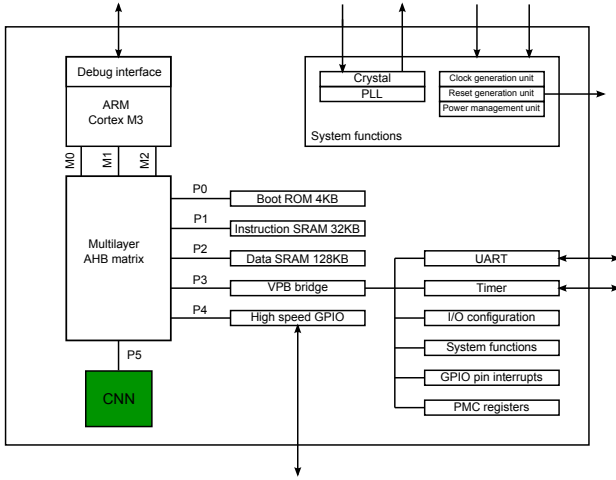 Debug interface
ARM
Cortex M3
M0
M1
M2
Multilayer
AHB matrix
P0
Boot ROM 4KB
P1
Instruction SRAM 32KB
P2
Data SRAM 128KB
P3
VPB bridge
P4
High speed GPIO
P5
CNN
Crystal
PLL
Clock generation unit
Reset generation unit
Power management unit
System functions
UART
Timer
I/O configuration
System functions
GPIO pin interrupts
PMC registers